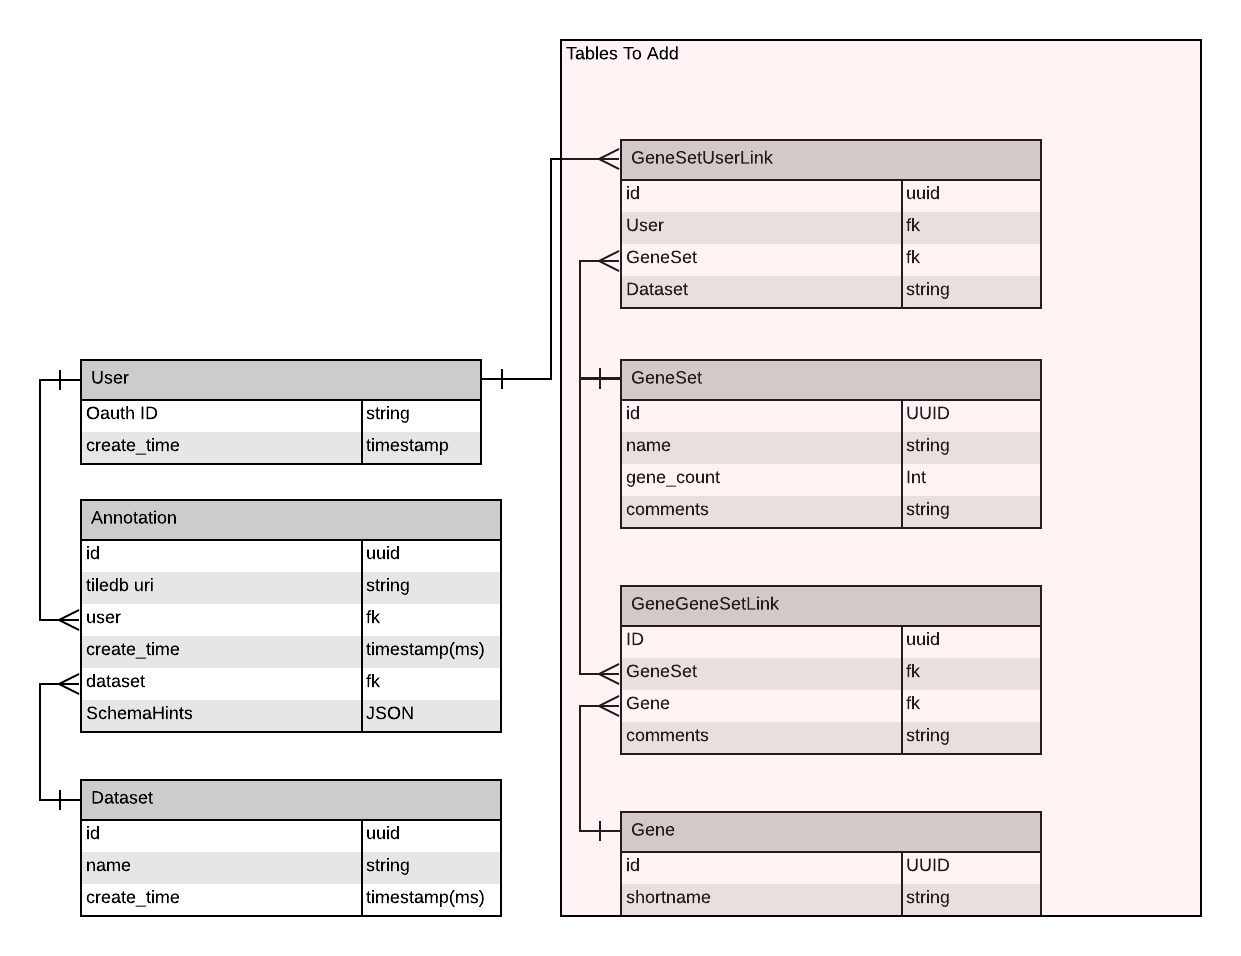 Tables To Add
GeneSetUserLink
id uuid
User fk
GeneSet fk
Dataset string
User
Oauth ID string
create_time timestamp
GeneSet
id UUID
name string
gene_count Int
comments string
Annotation
id uuid
tiledb uri string
user fk
create_time timestamp(ms)
dataset fk
SchemaHints JSON
GeneGeneSetLink
ID uuid
GeneSet fk
Gene fk
comments string
Dataset
id uuid
name string
create_time timestamp(ms)
Gene
id UUID
shortname string